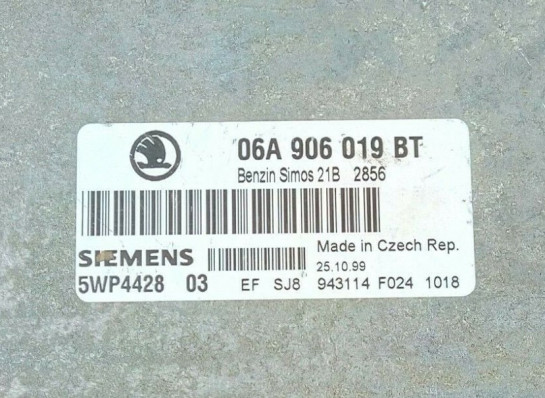 06A 906 019 BT
Benzin Simos 21B 2856
SIEMENS
Made in Czech Rep.
25.10.99
5WP4428 03 EF SJ8 943114 F024 1018